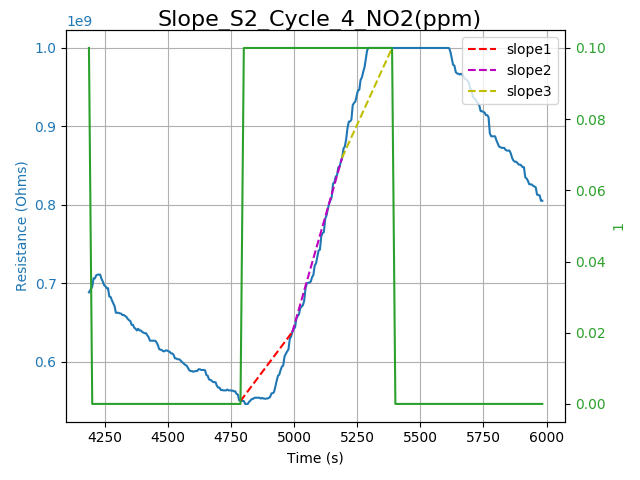 Slope_S2_Cycle_4_NO2(ppm)
1e9
1.0
0.9
0.8
0.7
0.6
Resistance (Ohms)
slope1
slope2
slope3
0.10
0.08
0.06
0.04
0.02
0.00
1
4250 4500 4750 5000 5250 5500 5750 6000
Time (s)